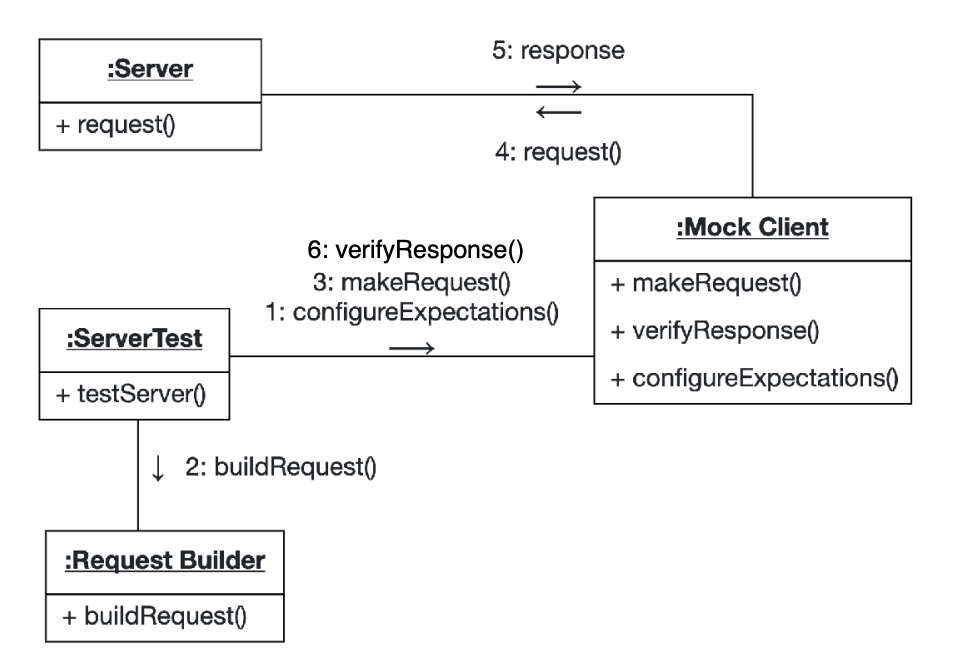 :Server
+ request()
5: response
4: request()
:Mock Client
+ makeRequest()
+ verifyResponse()
+ configureExpectations()
6: verifyResponse()
3: makeRequest()
1: configureExpectations()
:ServerTest
+ testServer()
2: buildRequest()
:Request Builder
+ buildRequest()